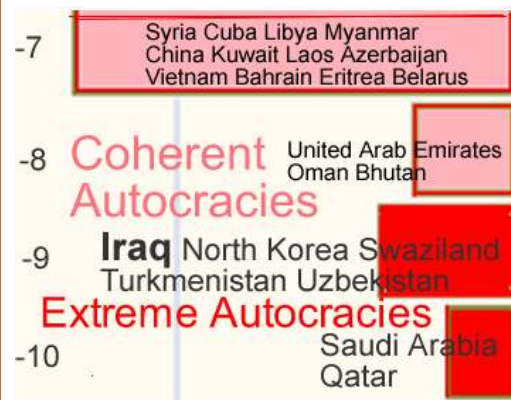 -7
Syria Cuba Libya Myanmar
China Kuwait Laos Azerbaijan
Vietnam Bahrain Eritrea Belarus
-8
Coherent
Autocracies
United Arab Emirates
Oman Bhutan
-9
Iraq North Korea Swaziland
Turkmenistan Uzbekistan
Extreme Autocracies
-10
Saudi Arabia
Qatar